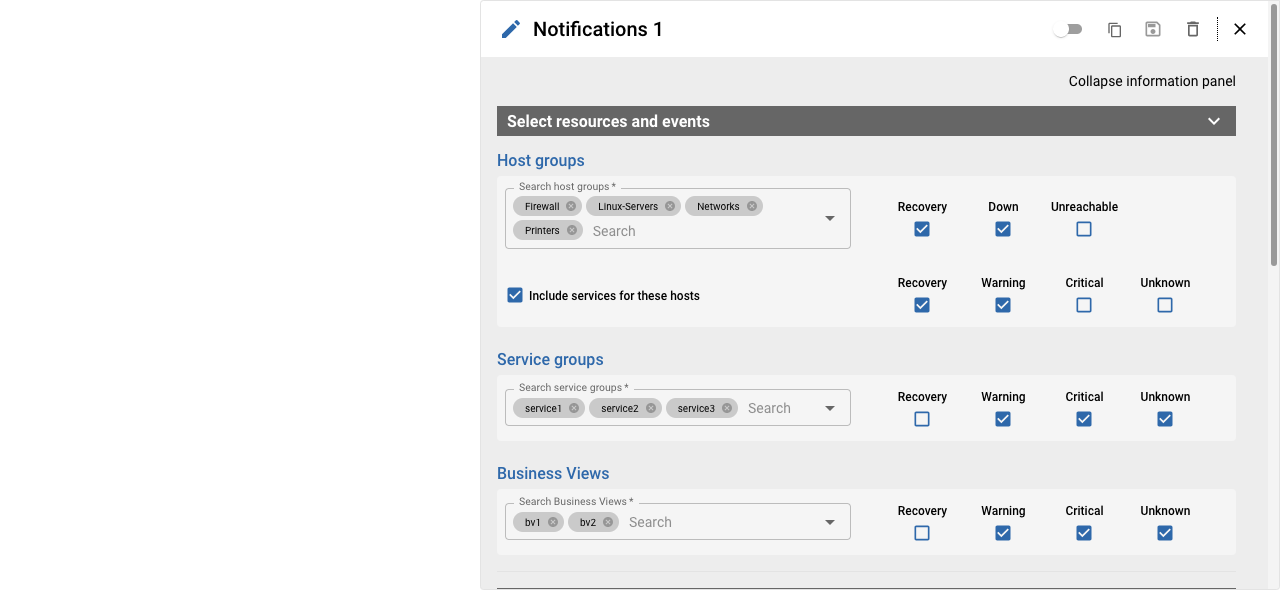 Notifications 1
Collapse information panel
Select resources and events
Host groups
Search host groups *
Firewall Linux-Servers Networks
Printers Search
Recovery Down Unreachable
Include services for these hosts
Recovery Warning Critical Unknown
Service groups
Search service groups *
service1 service2 service3 Search
Recovery Warning Critical Unknown
Business Views
Search Business Views *
bv1 bv2 Search
Recovery Warning Critical Unknown